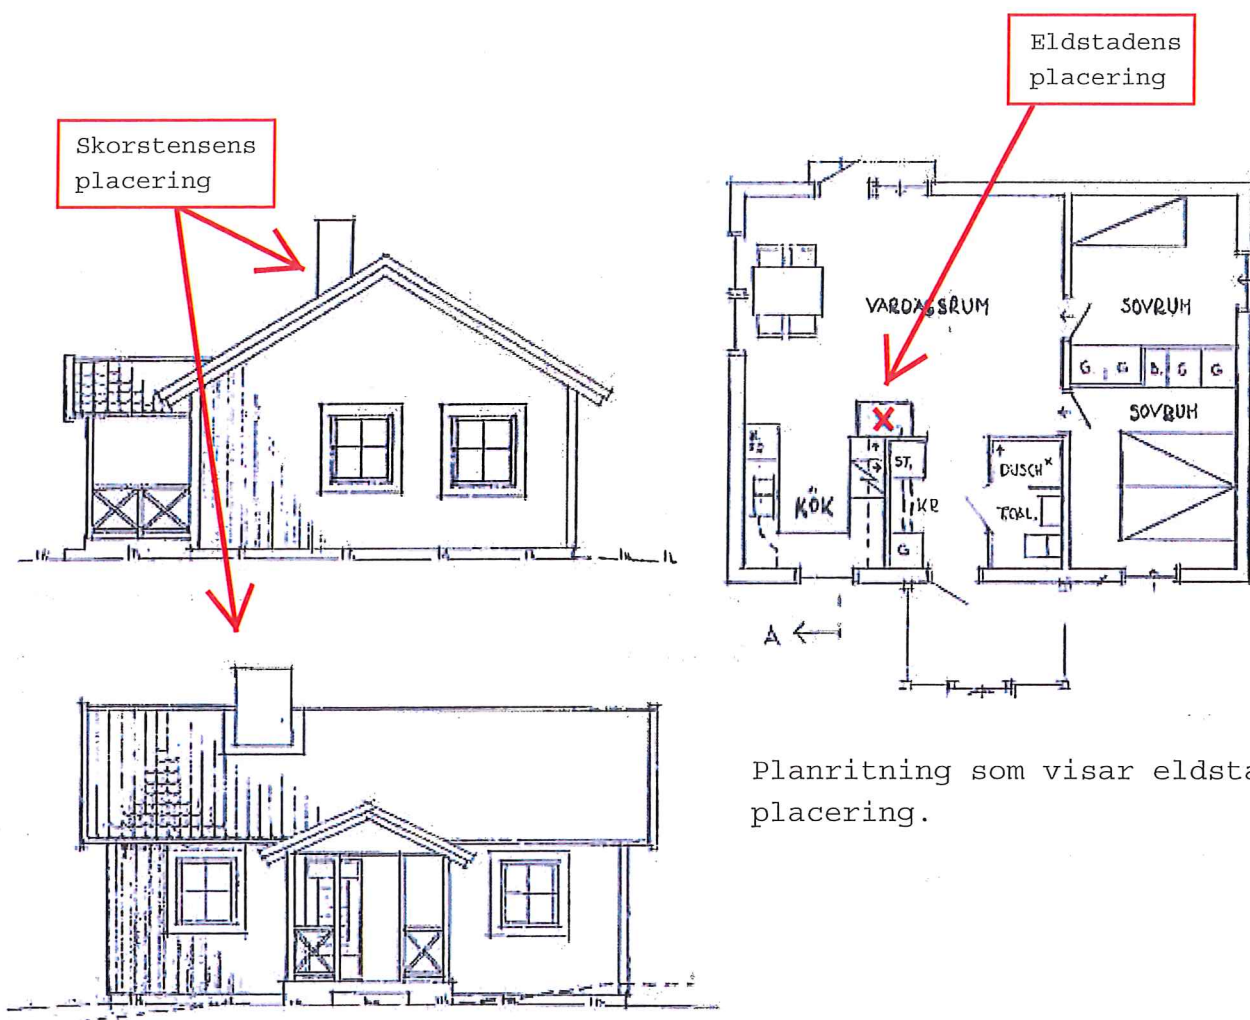 Eldstadens
placering
Skorstensens
placering
VARDAGSRUM
SOVRUM
G. G B. G G
SOVRUM
ST.
DUSCH
KÖK
KR
TOAL.
G
A
Planritning som visar eldsta
placering.